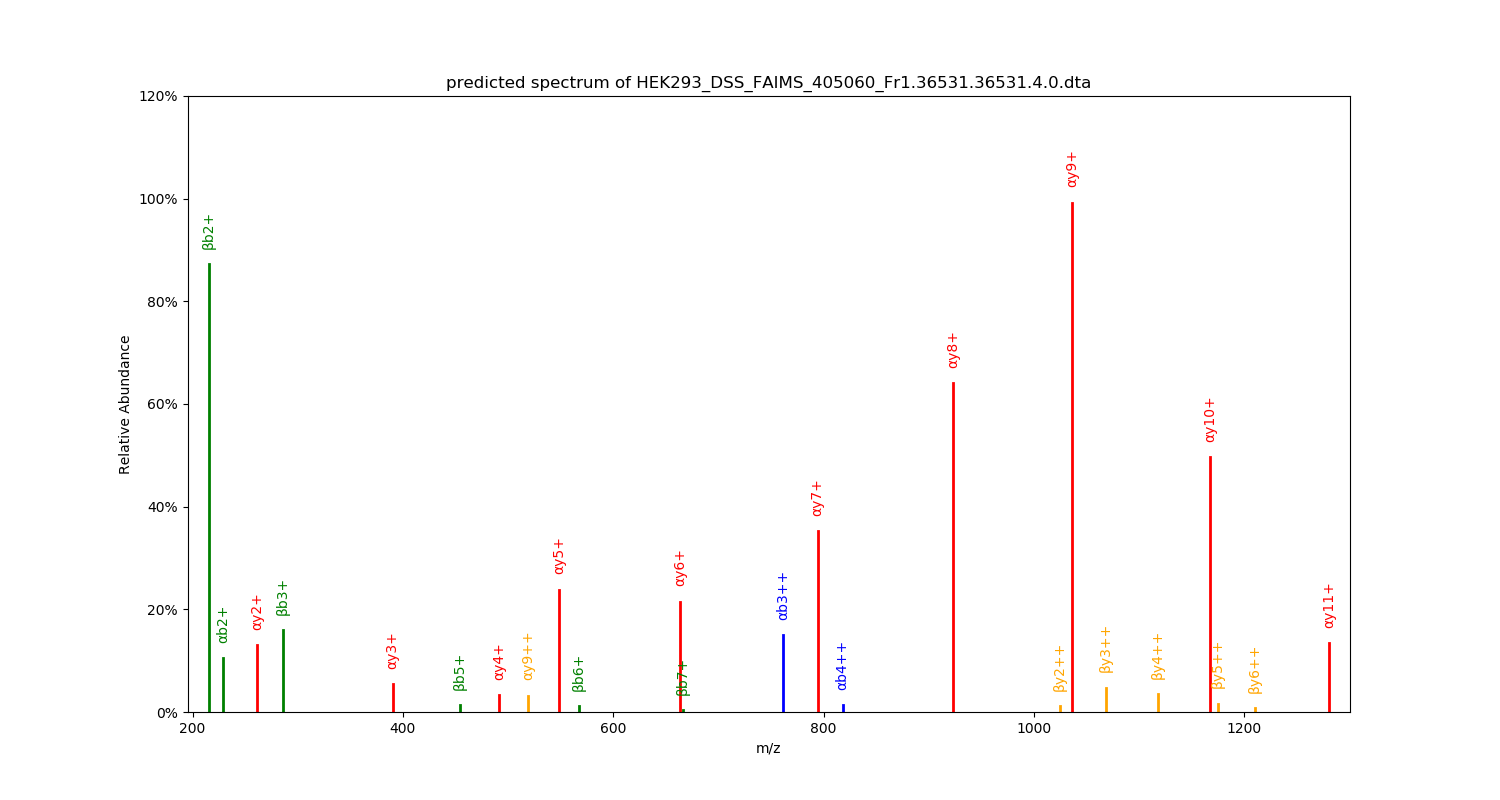 predicted spectrum of HEK293_DSS_FAIMS_405060_Fr1.36531.36531.4.0.dta
120%
100%
80%
60%
40%
20%
0%
Relative Abundance
βb2+
αb2+
αy2+
βb3+
αy3+
βb5+
αy4+
αy9++
αy5+
βb6+
αy6+
βb7+
αb3++
αy7+
αb4++
αy8+
βy2++
αy9+
βy3++
βy4++
αy10+
βy5++
βy6++
αy11+
200
400
600
800
1000
1200
m/z